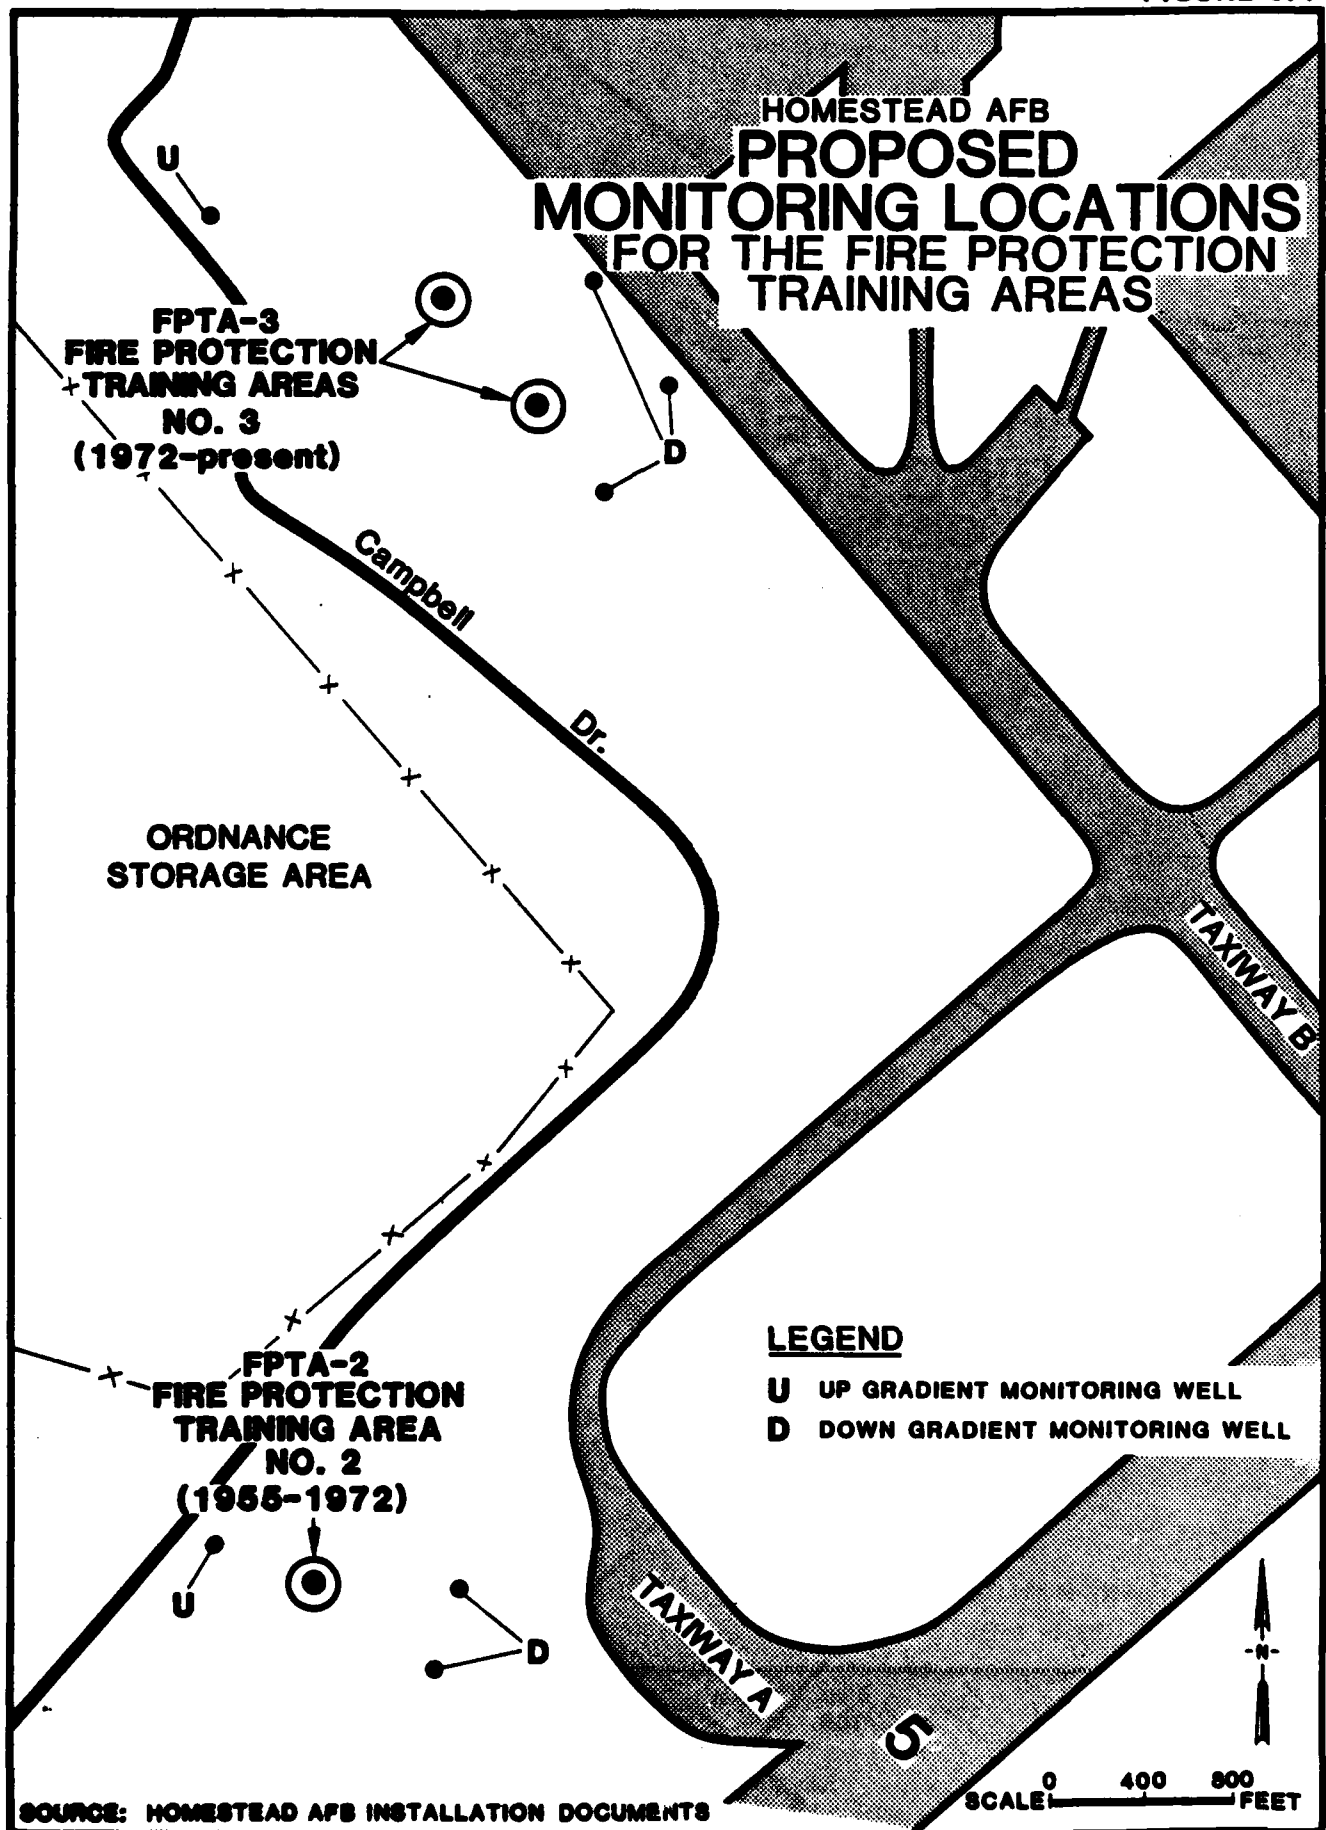 HOMESTEAD AFB
PROPOSED
MONITORING LOCATIONS
FOR THE FIRE PROTECTION
TRAINING AREAS
U
FPTA-3
FIRE PROTECTION
TRAINING AREAS
NO. 3
(1972-present)
D
Campbell
Dr.
ORDNANCE
STORAGE AREA
TAXIWAY B
LEGEND
U UP GRADIENT MONITORING WELL
D DOWN GRADIENT MONITORING WELL
FPTA-2
FIRE PROTECTION
TRAINING AREA
NO. 2
(1955-1972)
U
D
TAXIWAY A
5
-N-
0 400 800
SCALE FEET
SOURCE: HOMESTEAD AFB INSTALLATION DOCUMENTS